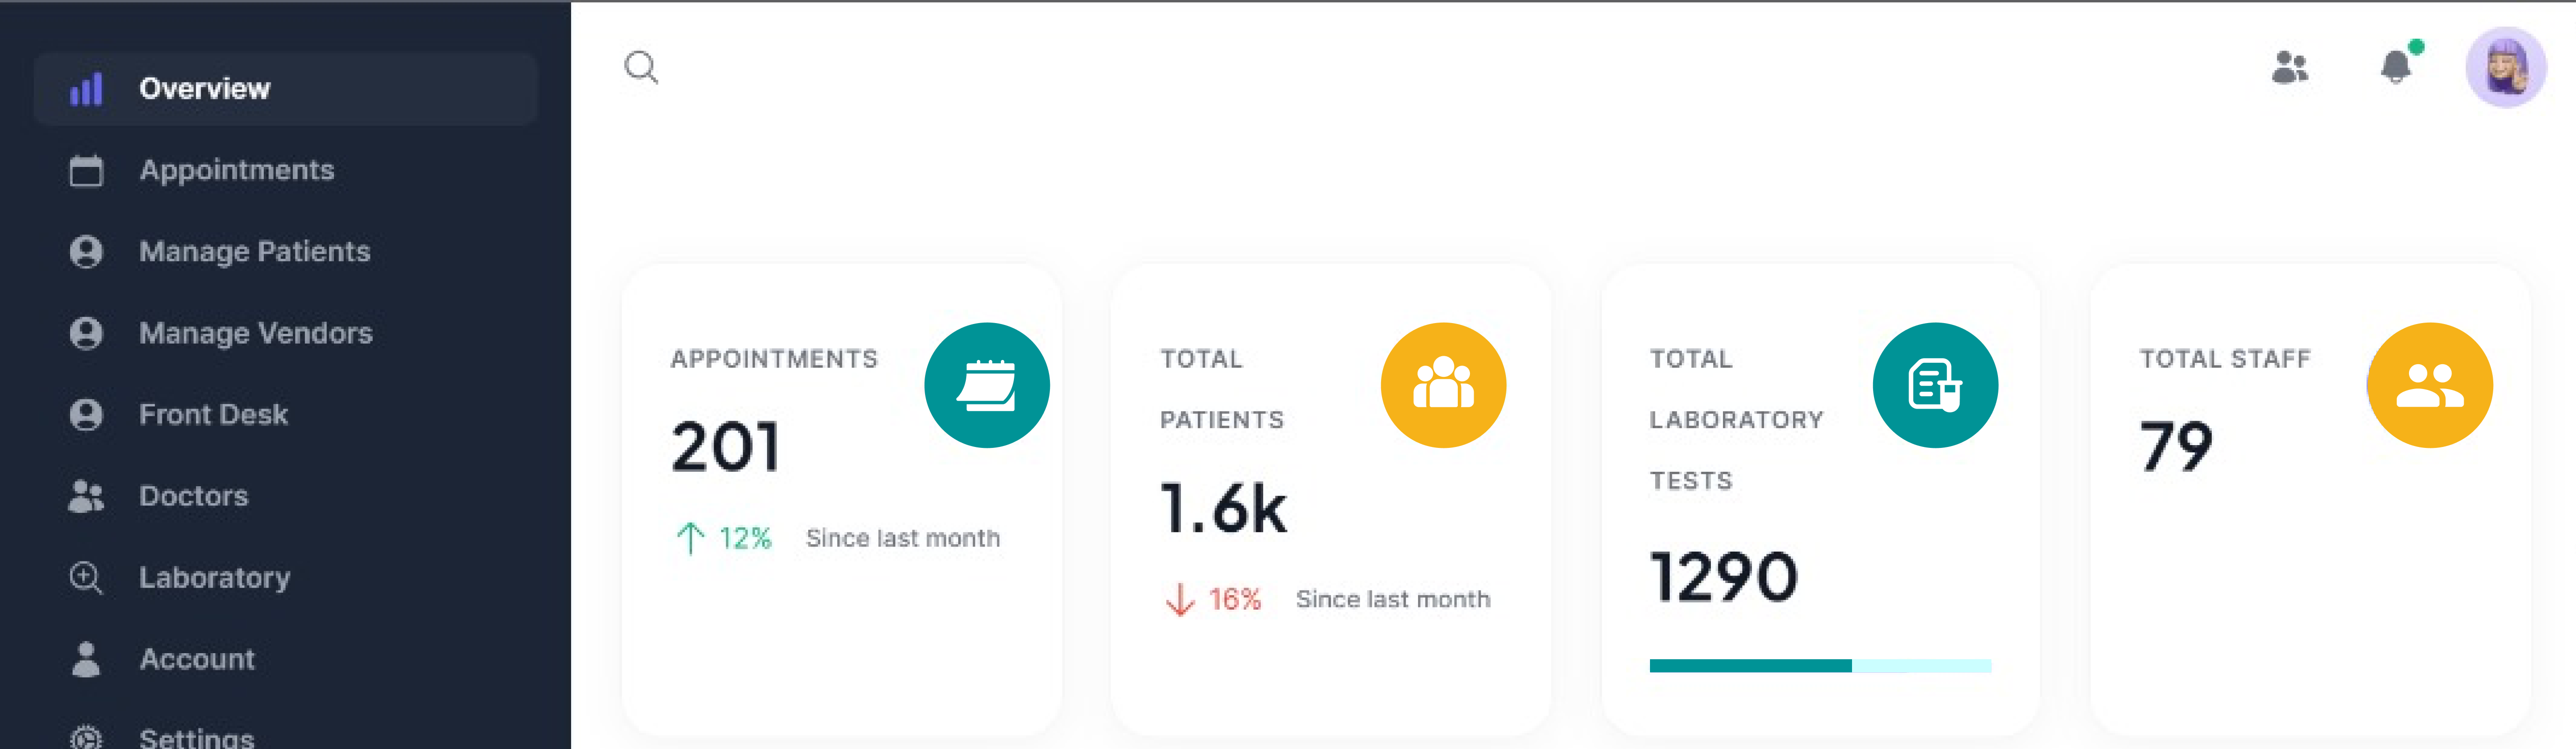 Overview
Appointments
Manage Patients
Manage Vendors
Front Desk
Doctors
Laboratory
Account
Settings
APPOINTMENTS
201
12% Since last month
TOTAL
PATIENTS
1.6k
16% Since last month
TOTAL
LABORATORY
TESTS
1290
TOTAL STAFF
79